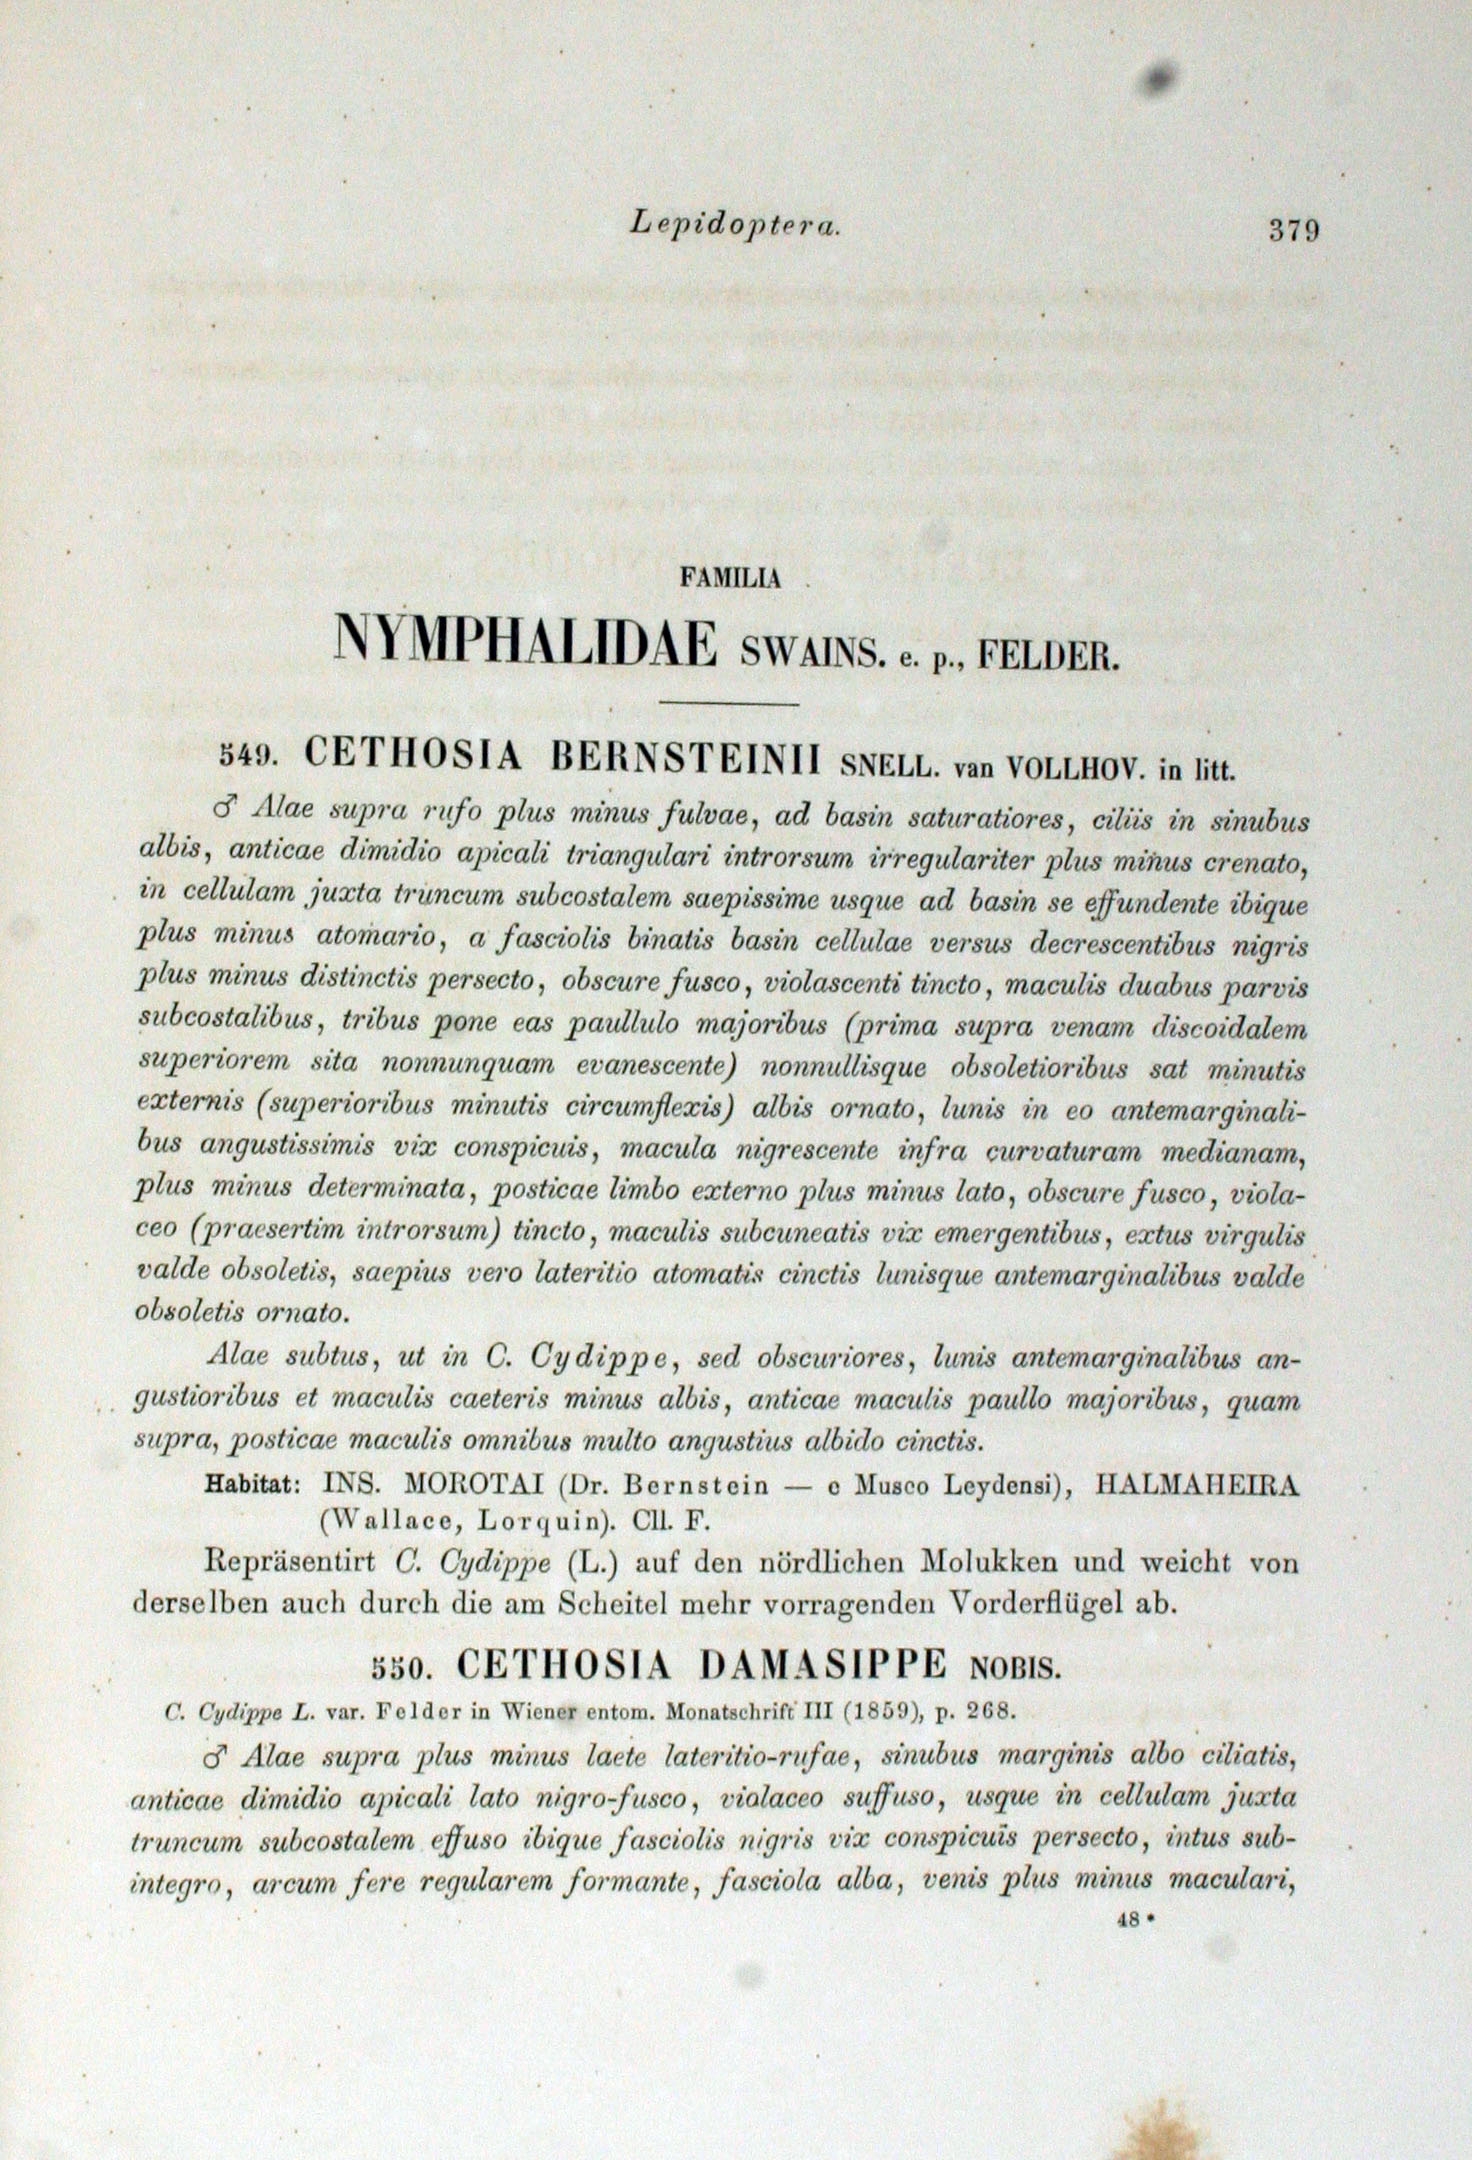 Lepidoptera. 379
FAMILIA
NYMPHALIDAE SWAINS. e. p., FELDER.
549. CETHOSIA BERNSTEINII SNELL. van VOLLHOV. in litt.
♂ Alae supra rufo plus minus fulvae, ad basin saturatiores, ciliis in sinubus
albis, anticae dimidio apicali triangulari introrsum irregulariter plus minus crenato,
in cellulam juxta truncum subcostalem saepissime usque ad basin se effundente ibique
plus minus atomario, a fasciolis binatis basin cellulae versus decrescentibus nigris
plus minus distinctis persecto, obscure fusco, violascenti tincto, maculis duabus parvis
subcostalibus, tribus pone eas paullulo majoribus (prima supra venam discoidalem
superiorem sita nonnunquam evanescente) nonnullisque obsoletioribus sat minutis
externis (superioribus minutis circumflexis) albis ornato, lunis in eo antemarginali-
bus angustissimis vix conspicuis, macula nigrescente infra curvaturam medianam,
plus minus determinata, posticae limbo externo plus minus lato, obscure fusco, viola-
ceo (praesertim introrsum) tincto, maculis subcuneatis vix emergentibus, extus virgulis
valde obsoletis, saepius vero lateritio atomatis cinctis lunisque antemarginalibus valde
obsoletis ornato.
Alae subtus, ut in C. Cydippe, sed obscuriores, lunis antemarginalibus an-
gustioribus et maculis caeteris minus albis, anticae maculis paullo majoribus, quam
supra, posticae maculis omnibus multo angustius albido cinctis.
Habitat: INS. MOROTAI (Dr. Bernstein — e Museo Leydensi), HALMAHEIRA
(Wallace, Lorquin). Cll. F.
Repräsentirt C. Cydippe (L.) auf den nördlichen Molukken und weicht von
derselben auch durch die am Scheitel mehr vorragenden Vorderflügel ab.
550. CETHOSIA DAMASIPPE NOBIS.
C. Cydippe L. var. Felder in Wiener entom. Monatschrift III (1859), p. 268.
♂ Alae supra plus minus laete lateritio-rufae, sinubus marginis albo ciliatis,
anticae dimidio apicali lato nigro-fusco, violaceo suffuso, usque in cellulam juxta
truncum subcostalem effuso ibique fasciolis nigris vix conspicuis persecto, intus sub-
integro, arcum fere regularem formante, fasciola alba, venis plus minus maculari,
48 *